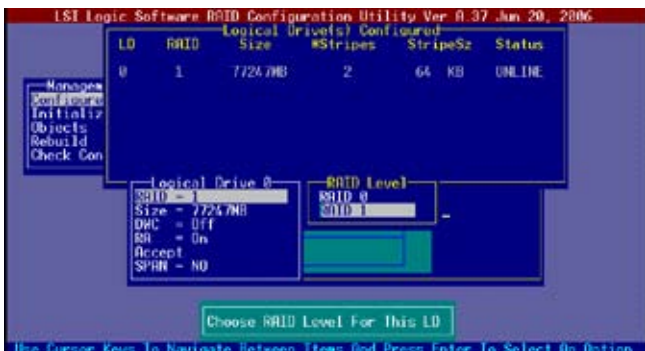 LSI Logic Software RAID Configuration Utility Ver A.37 Jun 20, 2006
Logical Drive(s) Configured
LD RAID Size #Stripes StripeSz Status
0 1 77247MB 2 64 KB ONLINE
Managem
Configure
Initializ
Objects
Rebuild
Check Con
Logical Drive 0
RAID = 1
Size = 77247MB
DWC = Off
RA = On
Accept
SPAN = NO
RAID Level
RAID 0
RAID 1
Choose RAID Level For This LD
Use Cursor Keys To Navigate Between Items And Press Enter To Select An Option